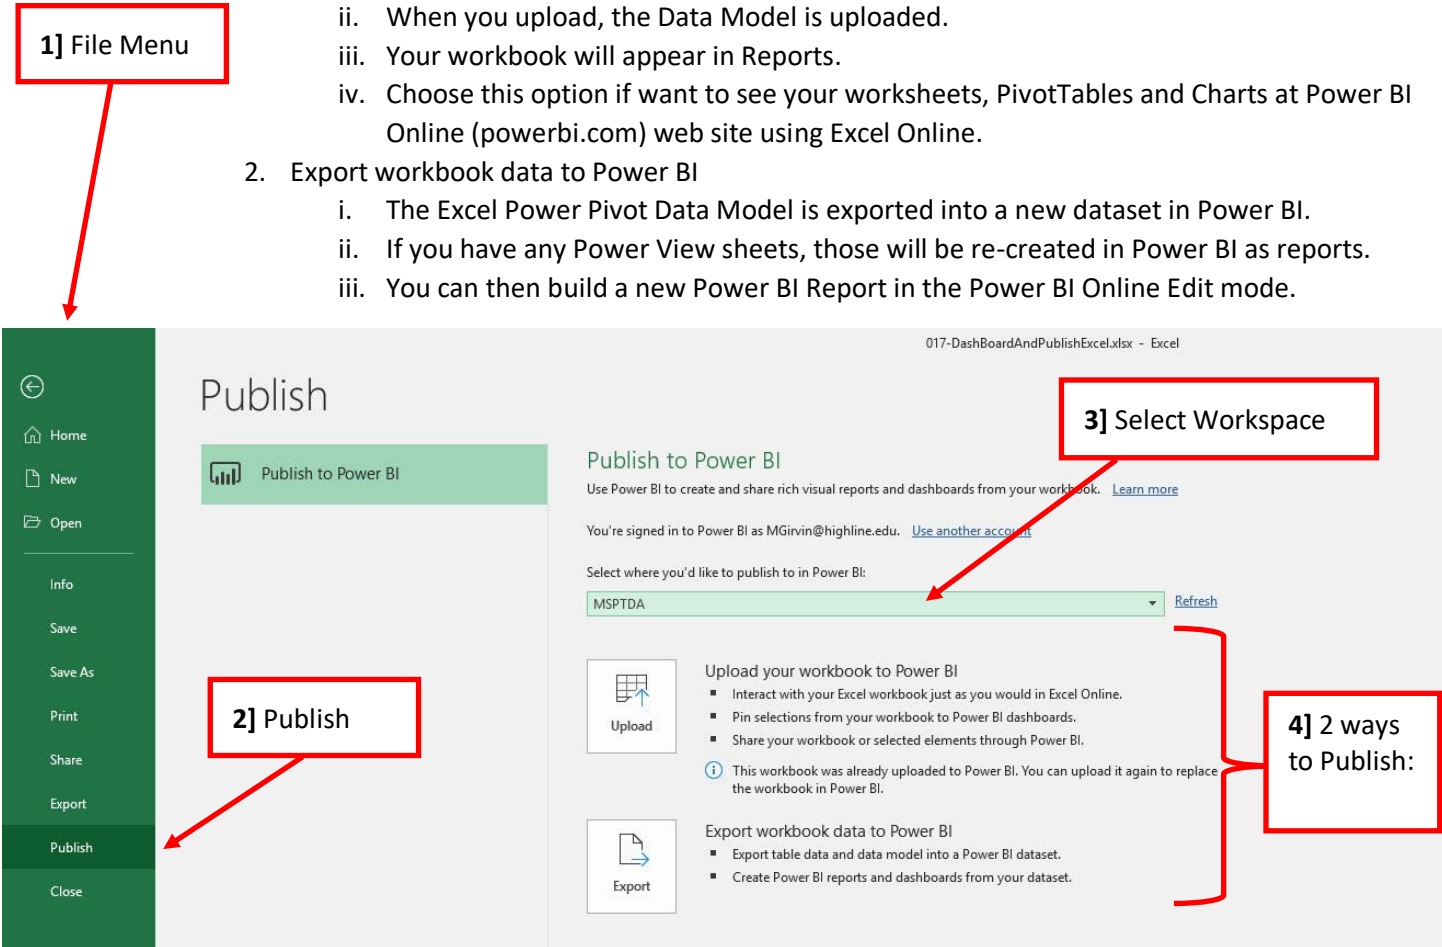 ii. When you upload, the Data Model is uploaded.
1] File Menu
iii. Your workbook will appear in Reports.
iv. Choose this option if want to see your worksheets, PivotTables and Charts at Power BI
Online (powerbi.com) web site using Excel Online.
2. Export workbook data to Power BI
i. The Excel Power Pivot Data Model is exported into a new dataset in Power BI.
ii. If you have any Power View sheets, those will be re-created in Power BI as reports.
iii. You can then build a new Power BI Report in the Power BI Online Edit mode.
017-DashBoardAndPublishExcel.xlsx - Excel
Home
New
Open
Info
Save
Save As
Print
Share
Export
Publish
Close
Publish
Publish to Power BI
2] Publish
3] Select Workspace
Publish to Power BI
Use Power BI to create and share rich visual reports and dashboards from your workbook. Learn more
You're signed in to Power BI as MGirvin@highline.edu. Use another account
Select where you'd like to publish to in Power BI:
MSPTDA
Refresh
Upload
Upload your workbook to Power BI
▪ Interact with your Excel workbook just as you would in Excel Online.
▪ Pin selections from your workbook to Power BI dashboards.
▪ Share your workbook or selected elements through Power BI.
This workbook was already uploaded to Power BI. You can upload it again to replace
the workbook in Power BI.
Export
Export workbook data to Power BI
▪ Export table data and data model into a Power BI dataset.
▪ Create Power BI reports and dashboards from your dataset.
4] 2 ways
to Publish: